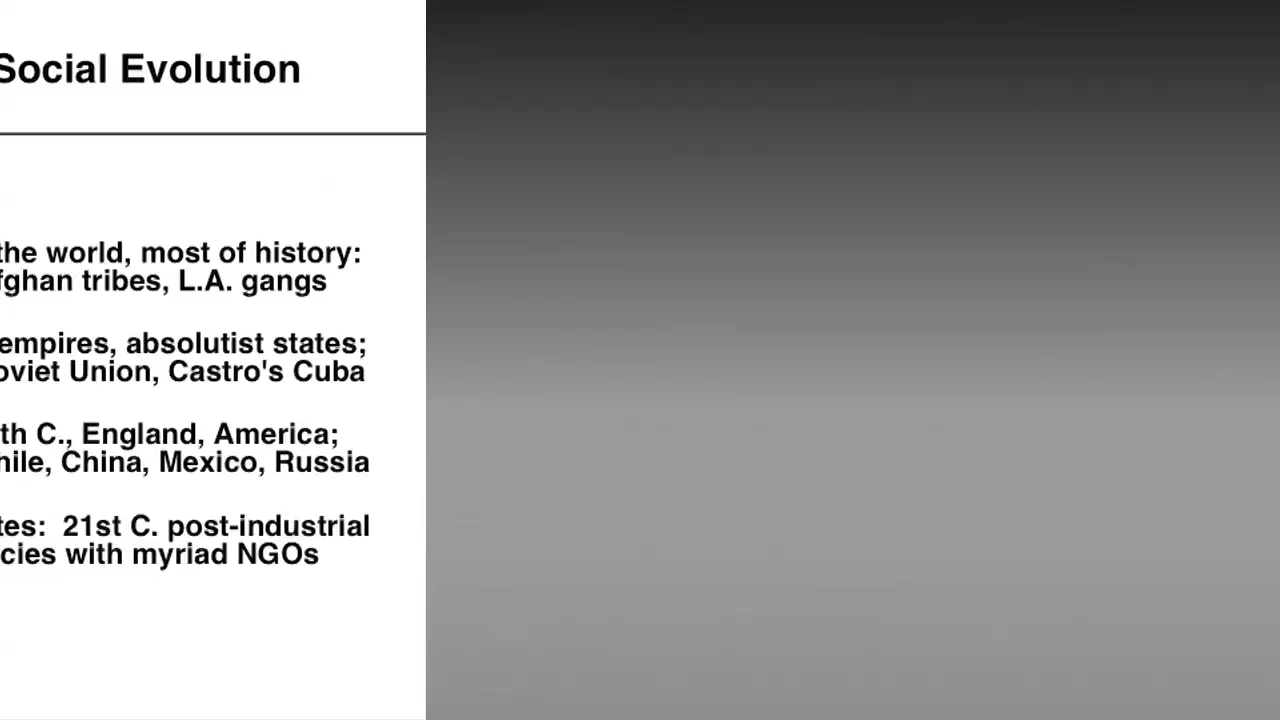 Social Evolution
the world, most of history:
fghan tribes, L.A. gangs
empires, absolutist states;
oviet Union, Castro's Cuba
th C., England, America;
hile, China, Mexico, Russia
tes:  21st C. post-industrial
cies with myriad NGOs